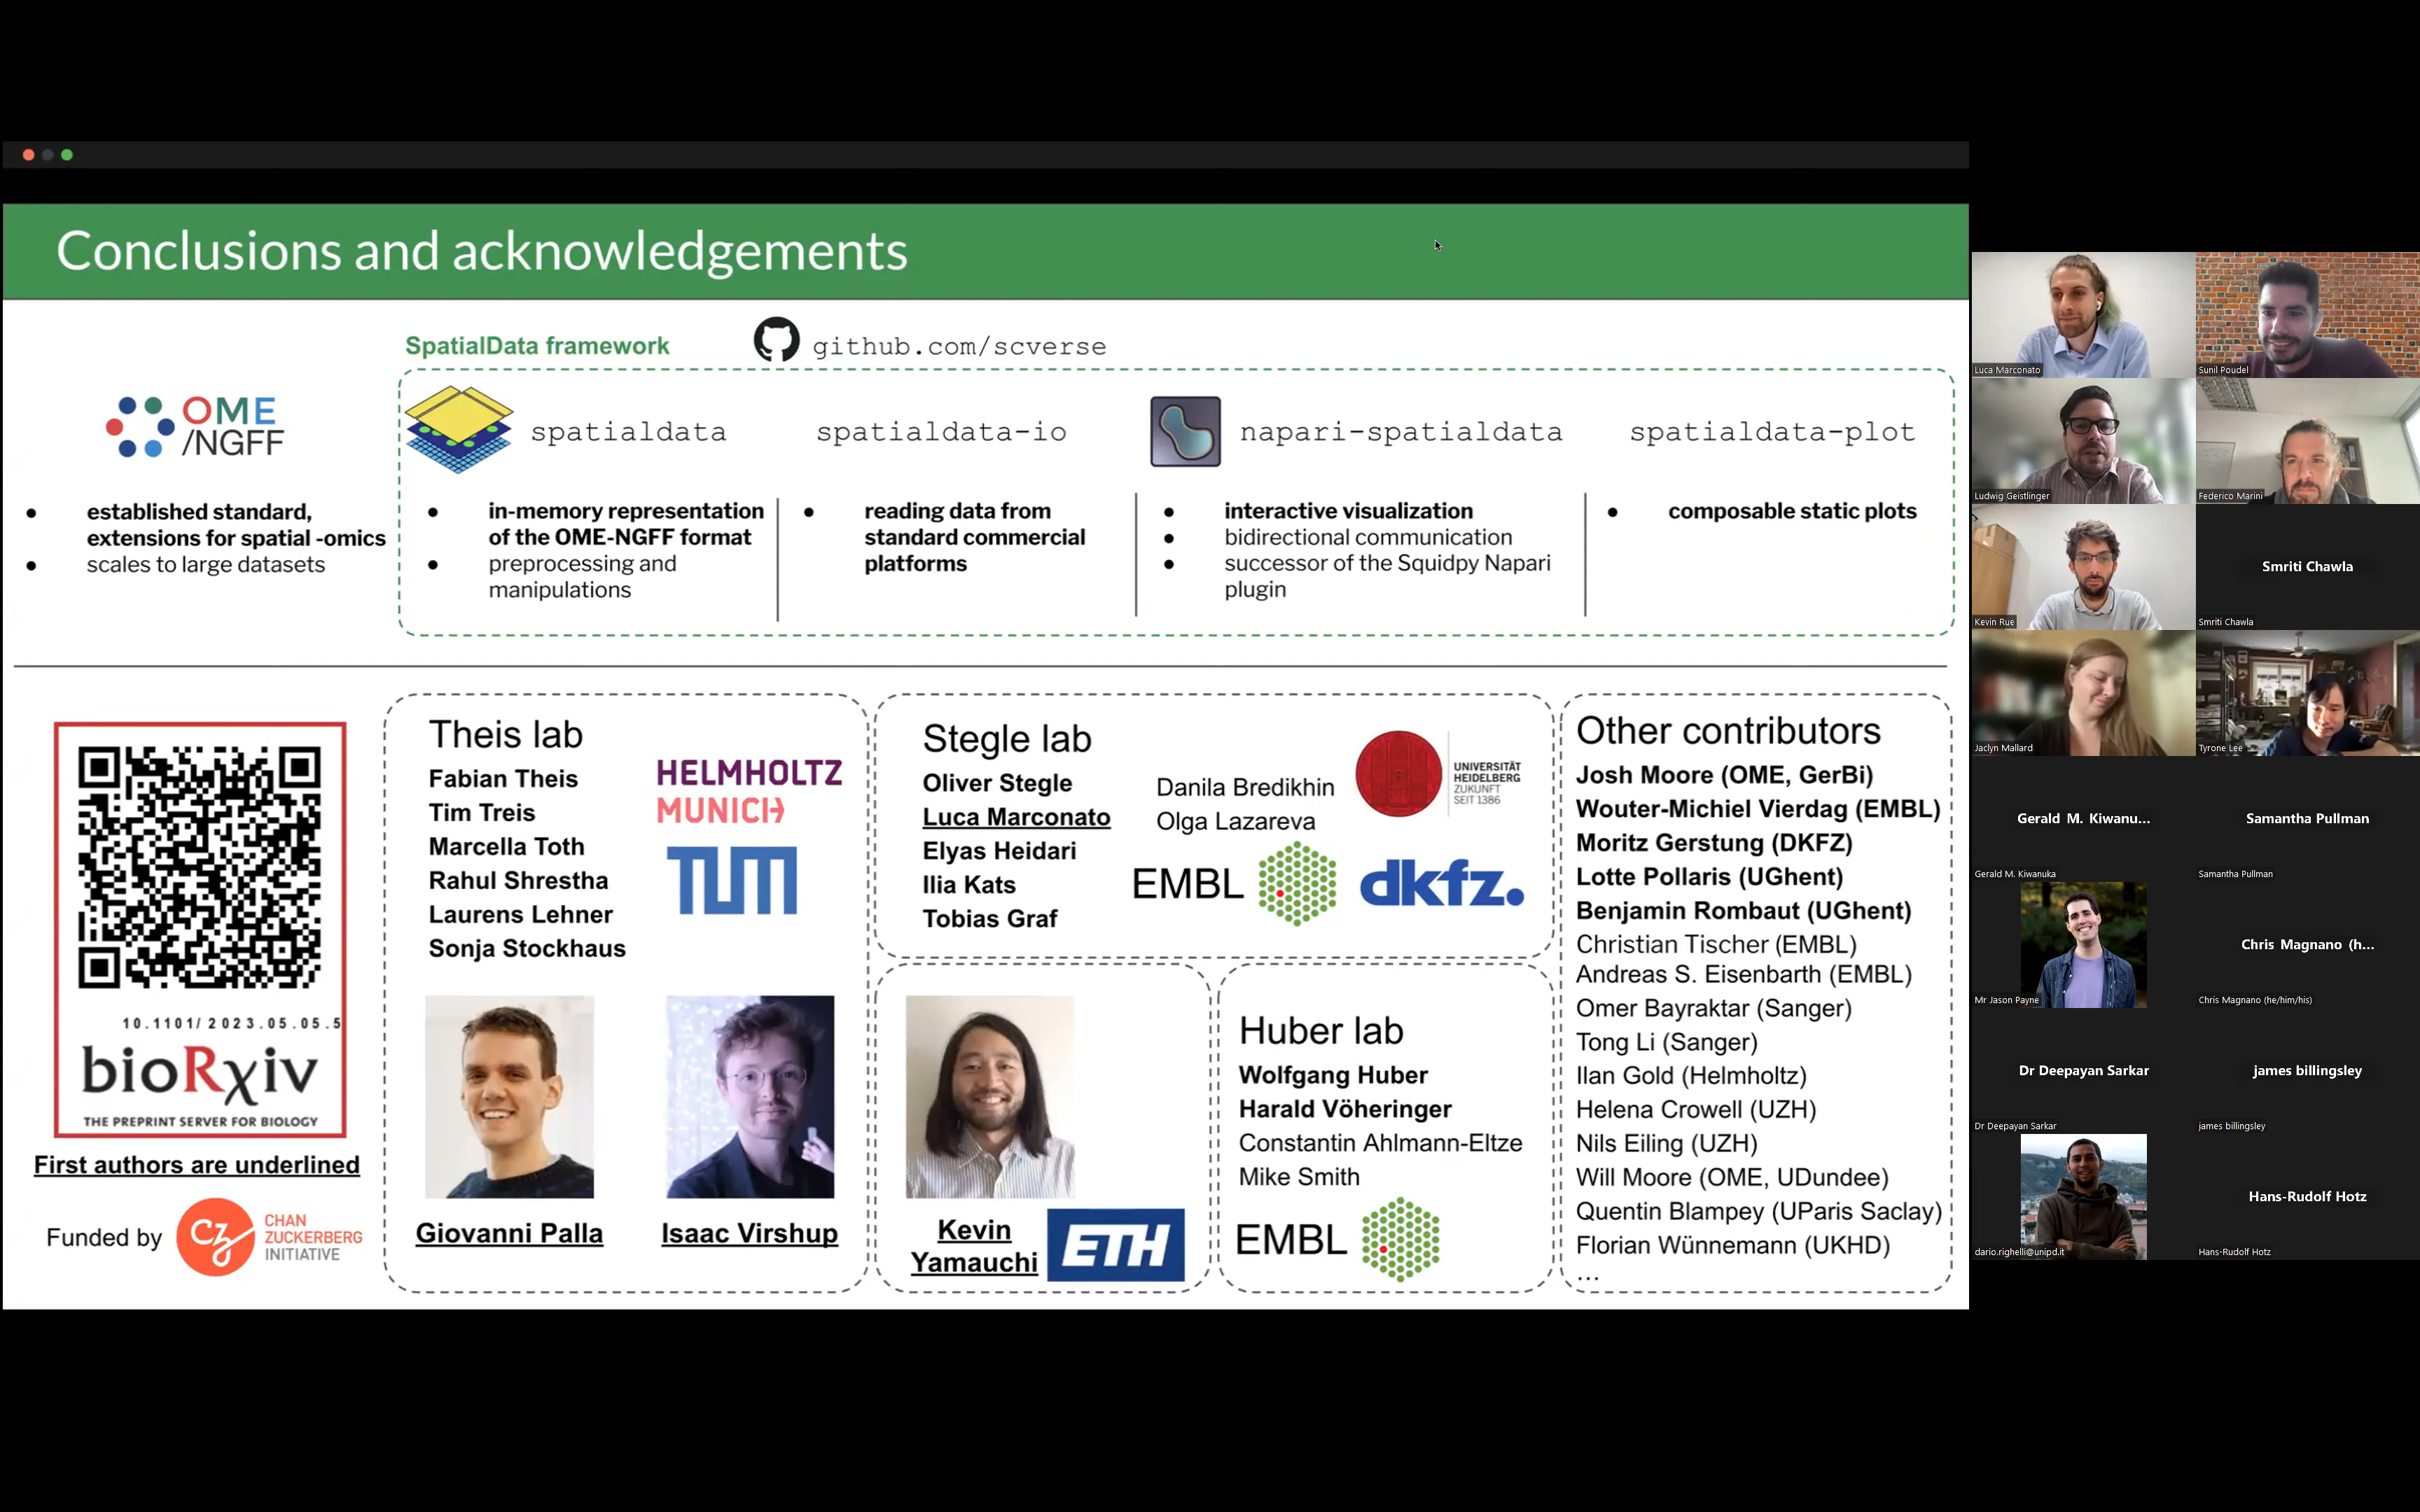 Conclusions and acknowledgements
SpatialData framework
github.com/scverse
OME
/NGFF
established standard,
extensions for spatial -omics
scales to large datasets
spatialdata
in-memory representation
of the OME-NGFF format
preprocessing and
manipulations
spatialdata-io
reading data from
standard commercial
platforms
napari-spatialdata
interactive visualization
bidirectional communication
successor of the Squidpy Napari
plugin
spatialdata-plot
composable static plots
10.1101/2023.05.05.5
bioRχiv
THE PREPRINT SERVER FOR BIOLOGY
First authors are underlined
Funded by
CZ
CHAN
ZUCKERBERG
INITIATIVE
Theis lab
Fabian Theis
Tim Treis
Marcella Toth
Rahul Shrestha
Laurens Lehner
Sonja Stockhaus
HELMHOLTZ
MUNICH
TUM
Giovanni Palla
Isaac Virshup
Stegle lab
Oliver Stegle
Luca Marconato
Elyas Heidari
Ilia Kats
Tobias Graf
Danila Bredikhin
Olga Lazareva
UNIVERSITÄT
HEIDELBERG
ZUKUNFT
SEIT 1386
EMBL
dkfz.
Kevin
Yamauchi
ETH
Huber lab
Wolfgang Huber
Harald Vöheringer
Constantin Ahlmann-Eltze
Mike Smith
EMBL
Other contributors
Josh Moore (OME, GerBi)
Wouter-Michiel Vierdag (EMBL)
Moritz Gerstung (DKFZ)
Lotte Pollaris (UGhent)
Benjamin Rombaut (UGhent)
Christian Tischer (EMBL)
Andreas S. Eisenbarth (EMBL)
Omer Bayraktar (Sanger)
Tong Li (Sanger)
Ilan Gold (Helmholtz)
Helena Crowell (UZH)
Nils Eiling (UZH)
Will Moore (OME, UDundee)
Quentin Blampey (UParis Saclay)
Florian Wünnemann (UKHD)
...
Luca Marconato
Sunil Poudel
Ludwig Geistlinger
Federico Marini
Kevin Rue
Smriti Chawla
Smriti Chawla
Jaclyn Mallard
Tyrone Lee
Gerald M. Kiwanu...
Gerald M. Kiwanuka
Samantha Pullman
Samantha Pullman
Mr Jason Payne
Chris Magnano (h...
Chris Magnano (he/him/his)
Dr Deepayan Sarkar
Dr Deepayan Sarkar
james billingsley
james billingsley
dario.righelli@unipd.it
Hans-Rudolf Hotz
Hans-Rudolf Hotz